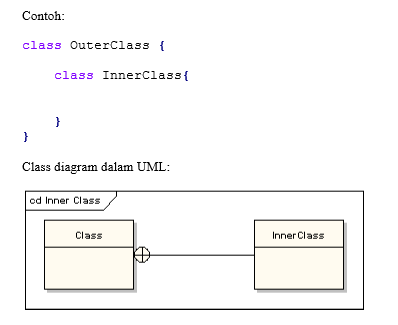 Contoh:
class OuterClass {
class InnerClass{
}
}
Class diagram dalam UML:
cd Inner Class
Class
InnerClass